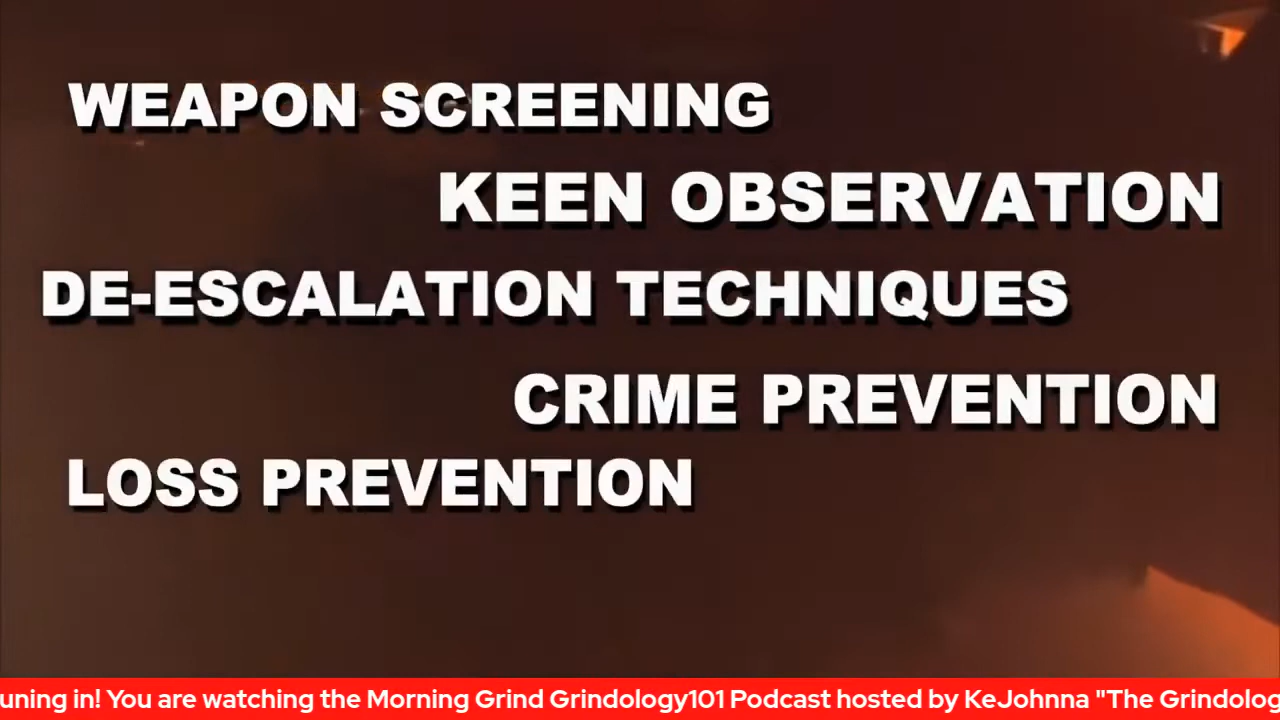 WEAPON SCREENING
KEEN OBSERVATION
DE-ESCALATION TECHNIQUES
CRIME PREVENTION
LOSS PREVENTION
uning in! You are watching the Morning Grind Grindology101 Podcast hosted by KeJohnna "The Grindolog